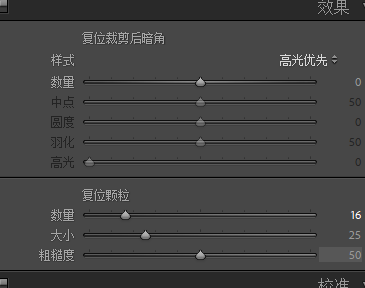 效果
复位裁剪后暗角
样式 高光优先
数量 0
中点 50
圆度 0
羽化 50
高光 0
复位颗粒
数量 16
大小 25
粗糙度 50
校准